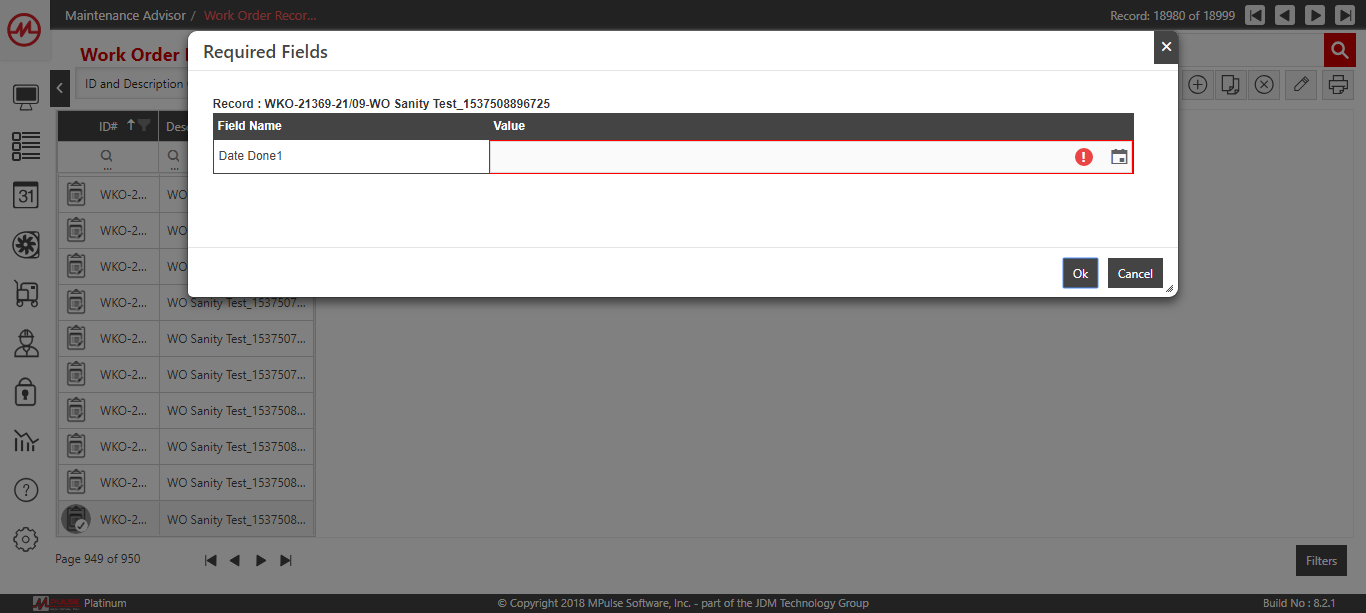 Maintenance Advisor / Work Order Recor...
Record: 18980 of 18999
Work Order
Required Fields
ID and Description
Record : WKO-21369-21/09-WO Sanity Test_1537508896725
Field Name Value
Date Done1
Ok Cancel
ID# Des
31
... ...
WKO-2... WO
WKO-2... WO
WKO-2... WO
WKO-2... WO Sanity Test_1537507...
WKO-2... WO Sanity Test_1537507...
WKO-2... WO Sanity Test_1537507...
WKO-2... WO Sanity Test_1537508...
WKO-2... WO Sanity Test_1537508...
WKO-2... WO Sanity Test_1537508...
WKO-2... WO Sanity Test_1537508...
Page 949 of 950
Filters
Platinum
© Copyright 2018 MPulse Software, Inc. - part of the JDM Technology Group
Build No : 8.2.1